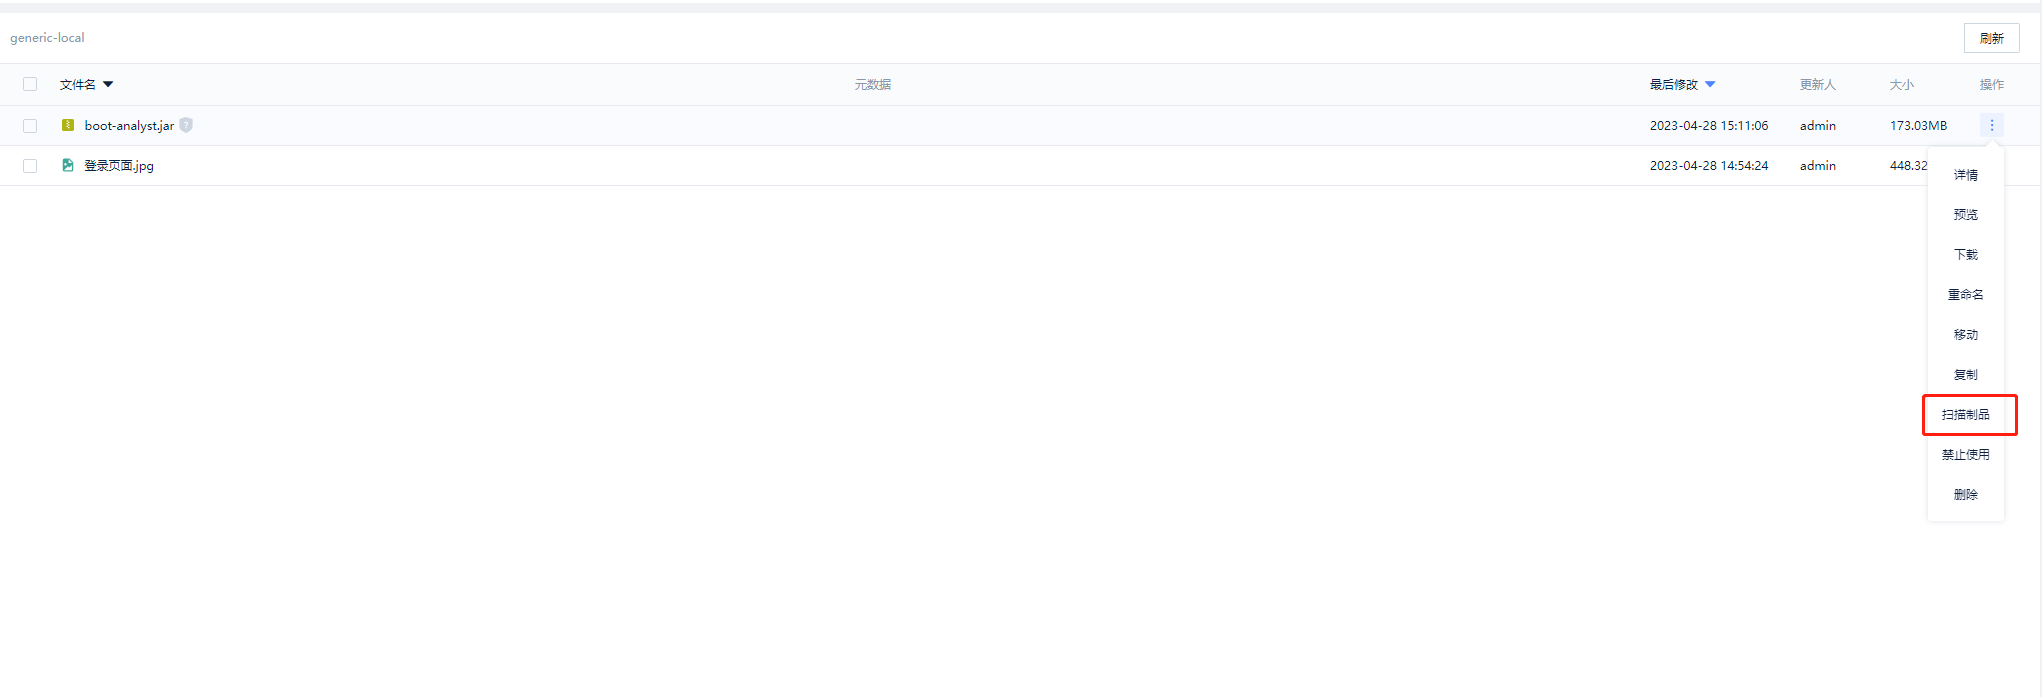 generic-local
刷新
文件名 元数据 最后修改 更新人 大小 操作
boot-analyst.jar ? 2023-04-28 15:11:06 admin 173.03MB
登录页面.jpg 2023-04-28 14:54:24 admin 448.32
详情
预览
下载
重命名
移动
复制
扫描制品
禁止使用
删除